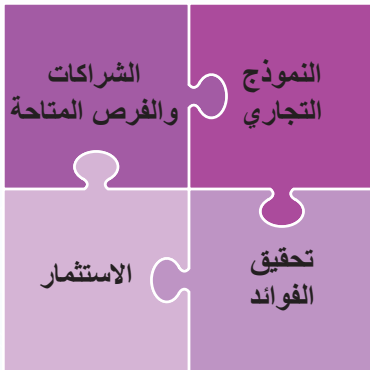 النموذج
التجاري
الشراكات
والفرص المتاحة
تحقيق
الفوائد
الاستثمار